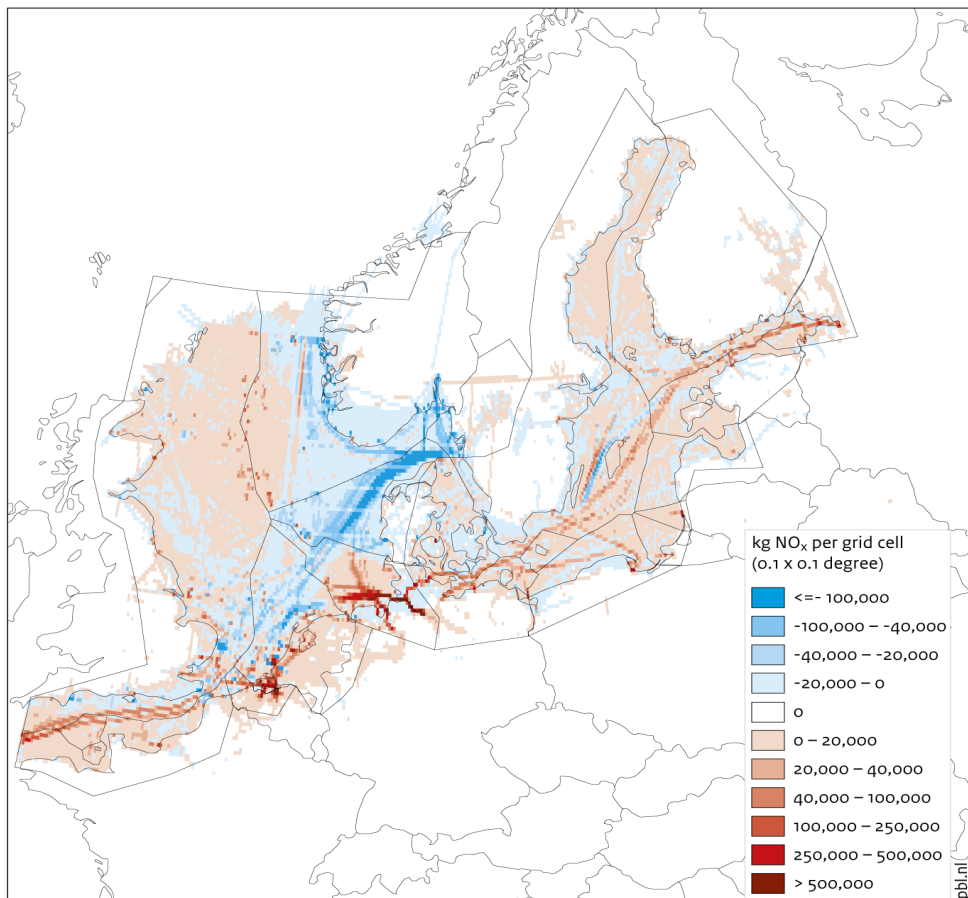 kg NOx per grid cell
(0.1 x 0.1 degree)
<=- 100,000
-100,000 – -40,000
-40,000 – -20,000
-20,000 – 0
0
0 – 20,000
20,000 – 40,000
40,000 – 100,000
100,000 – 250,000
250,000 – 500,000
> 500,000
pbl.nl